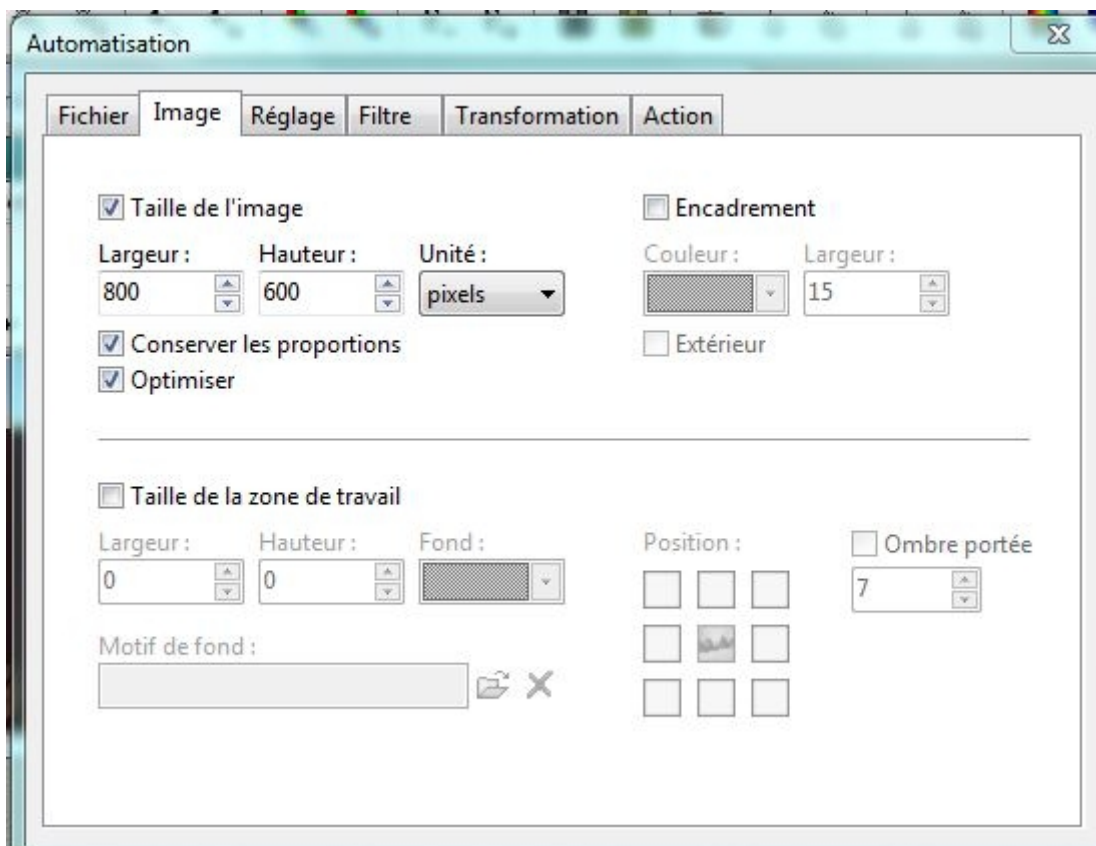 Automatisation
Fichier Image Réglage Filtre Transformation Action
Taille de l'image
Encadrement
Largeur : Hauteur : Unité :
Couleur : Largeur :
800 600 pixels
15
Conserver les proportions
Extérieur
Optimiser
Taille de la zone de travail
Largeur : Hauteur : Fond :
Position :
Ombre portée
0 0
7
Motif de fond :